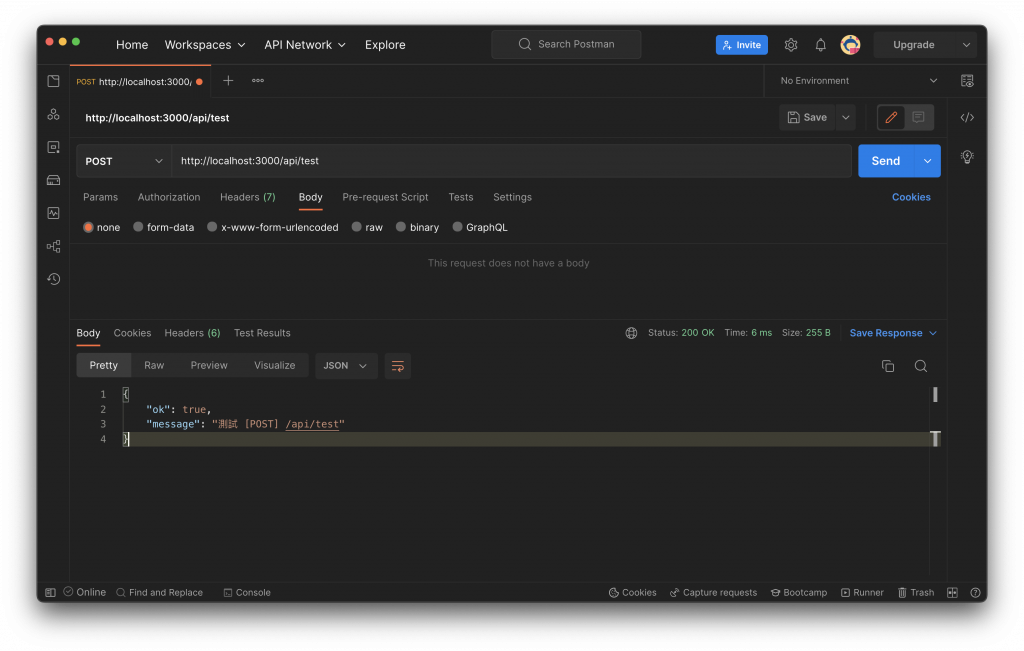 Home Workspaces API Network Explore Search Postman Invite Upgrade
POST http://localhost:3000/ No Environment
http://localhost:3000/api/test Save
POST http://localhost:3000/api/test Send
Params Authorization Headers (7) Body Pre-request Script Tests Settings Cookies
none form-data x-www-form-urlencoded raw binary GraphQL
This request does not have a body
Body Cookies Headers (6) Test Results Status: 200 OK Time: 6 ms Size: 255 B Save Response
Pretty Raw Preview Visualize JSON
1 {
2 "ok": true,
3 "message": "測試 [POST] /api/test"
4 }
Online Find and Replace Console Cookies Capture requests Bootcamp Runner Trash